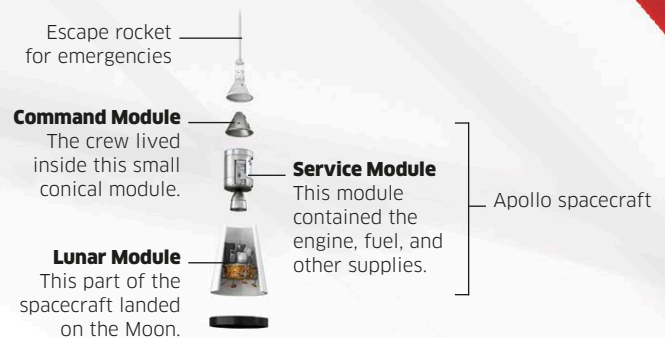 Escape rocket
for emergencies
Command Module
The crew lived
inside this small
conical module.
Service Module
This module
contained the
engine, fuel, and
other supplies.
Apollo spacecraft
Lunar Module
This part of the
spacecraft landed
on the Moon.